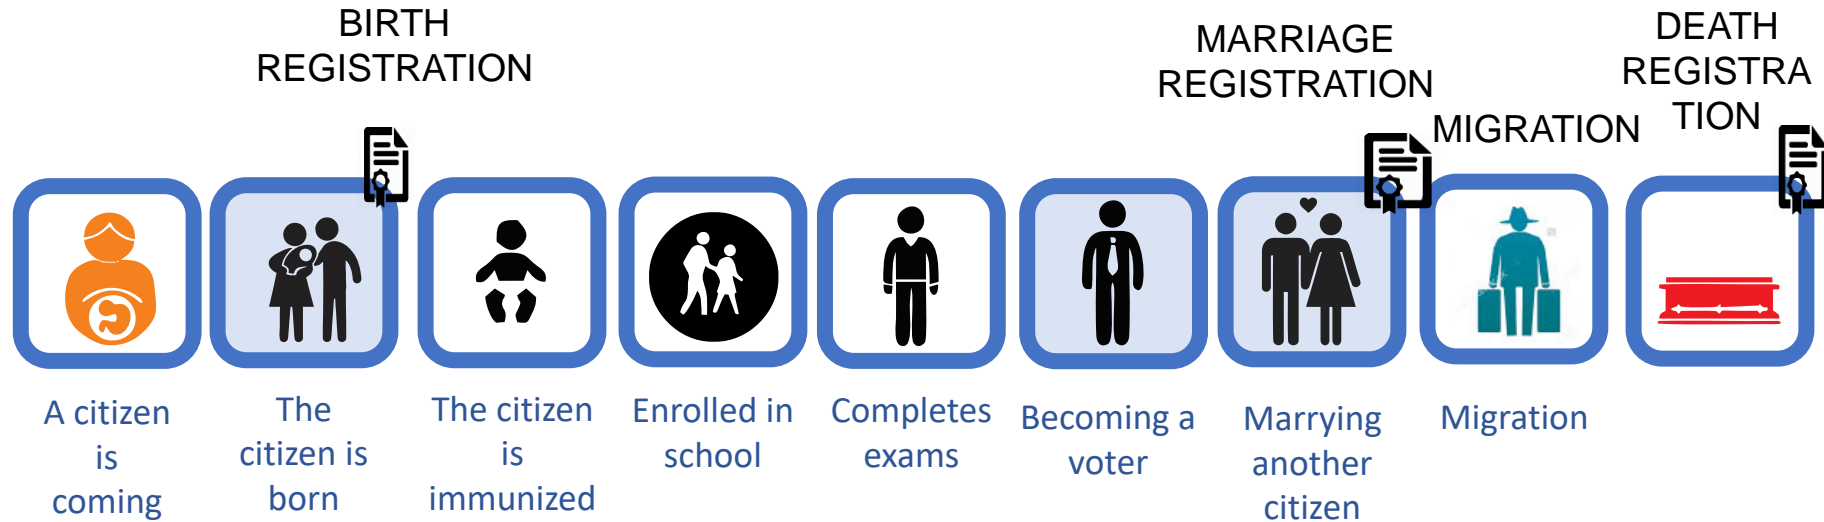 BIRTH
REGISTRATION
MARRIAGE
REGISTRATION
MIGRATION
DEATH
REGISTRA
TION
A citizen
is
coming
The
citizen is
born
The citizen
is
immunized
Enrolled in
school
Completes
exams
Becoming a
voter
Marrying
another
citizen
Migration